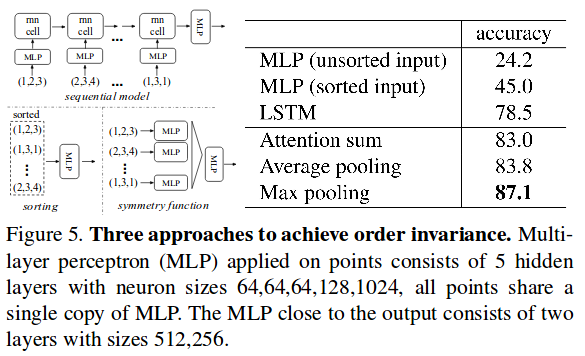 rnn cell
rnn cell
...
rnn cell
MLP
MLP
MLP
...
MLP
(1,2,3)
(2,3,4)
...
(1,3,1)
sequential model
sorted
(1,2,3)
(1,3,1)
(2,3,4)
MLP
sorting
(1,2,3)
MLP
(2,3,4)
MLP
(1,3,1)
MLP
MLP
symmetry function
accuracy
MLP (unsorted input) 24.2
MLP (sorted input) 45.0
LSTM 78.5
Attention sum 83.0
Average pooling 83.8
Max pooling 87.1
Figure 5. Three approaches to achieve order invariance. Multi-
layer perceptron (MLP) applied on points consists of 5 hidden
layers with neuron sizes 64,64,64,128,1024, all points share a
single copy of MLP. The MLP close to the output consists of two
layers with sizes 512,256.